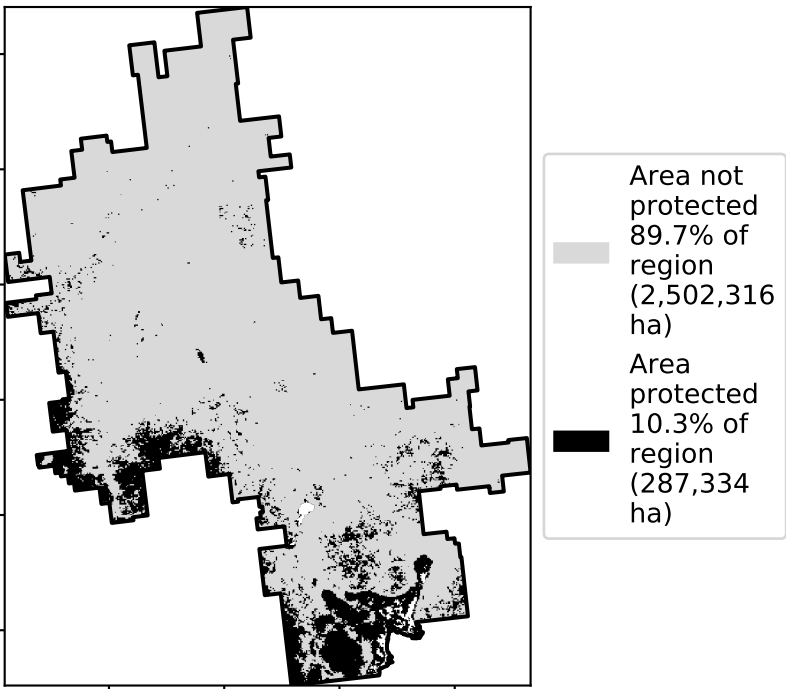 Area not
protected
89.7% of
region
(2,502,316
ha)
Area
protected
10.3% of
region
(287,334
ha)